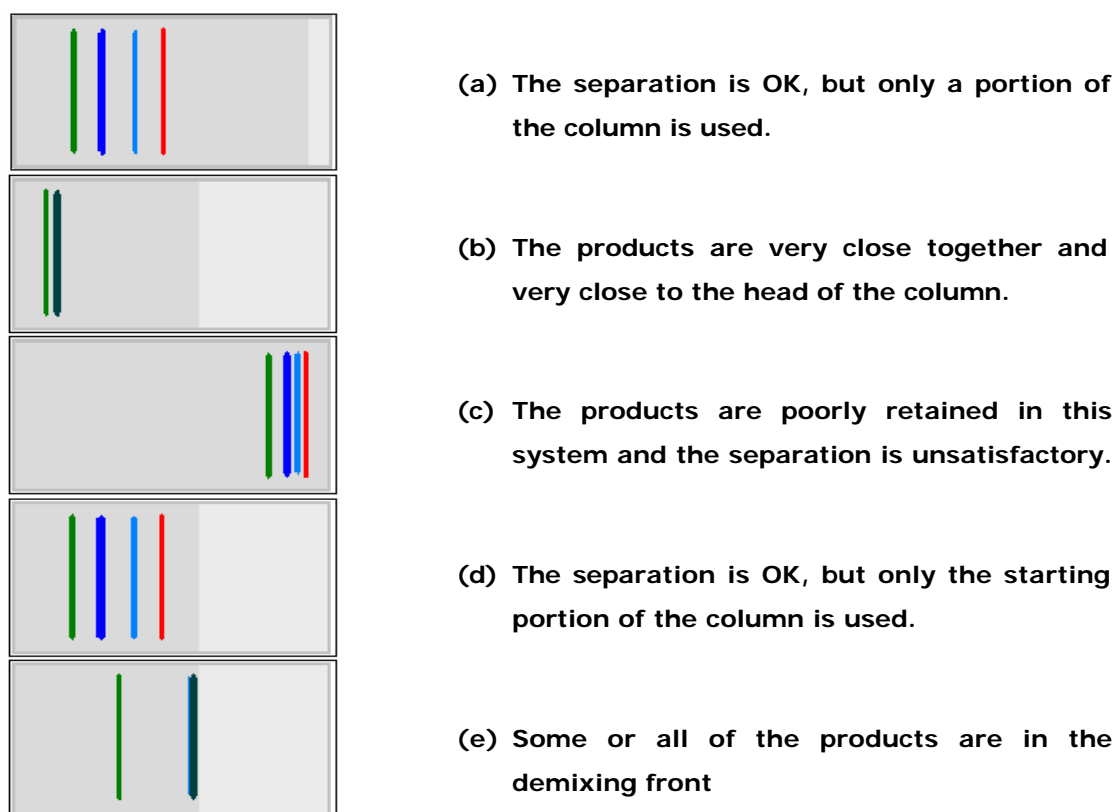 (a) The separation is OK, but only a portion of
the column is used.
(b) The products are very close together and
very close to the head of the column.
(c) The products are poorly retained in this
system and the separation is unsatisfactory.
(d) The separation is OK, but only the starting
portion of the column is used.
(e) Some or all of the products are in the
demixing front